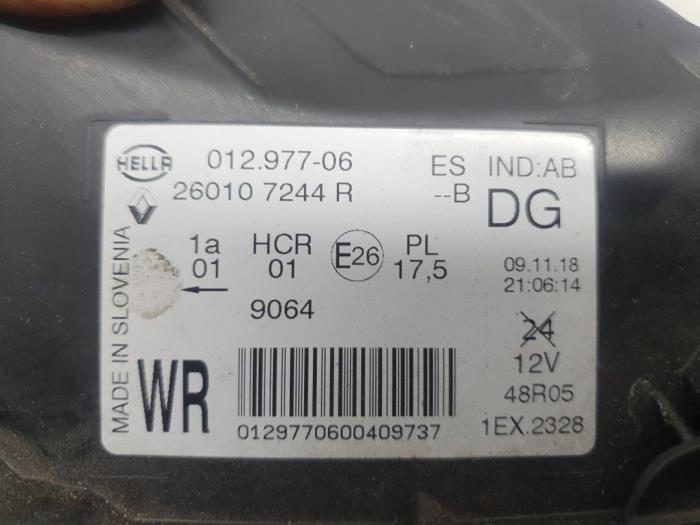 HELLA 012.977-06 ES IND:AB
26010 7244 R --B DG
1a HCR E26 PL
01 01 17,5
09.11.18
21:06:14
9064
24
12V
48R05
1EX.2328
WR
01297700600409737
MADE IN SLOVENIA